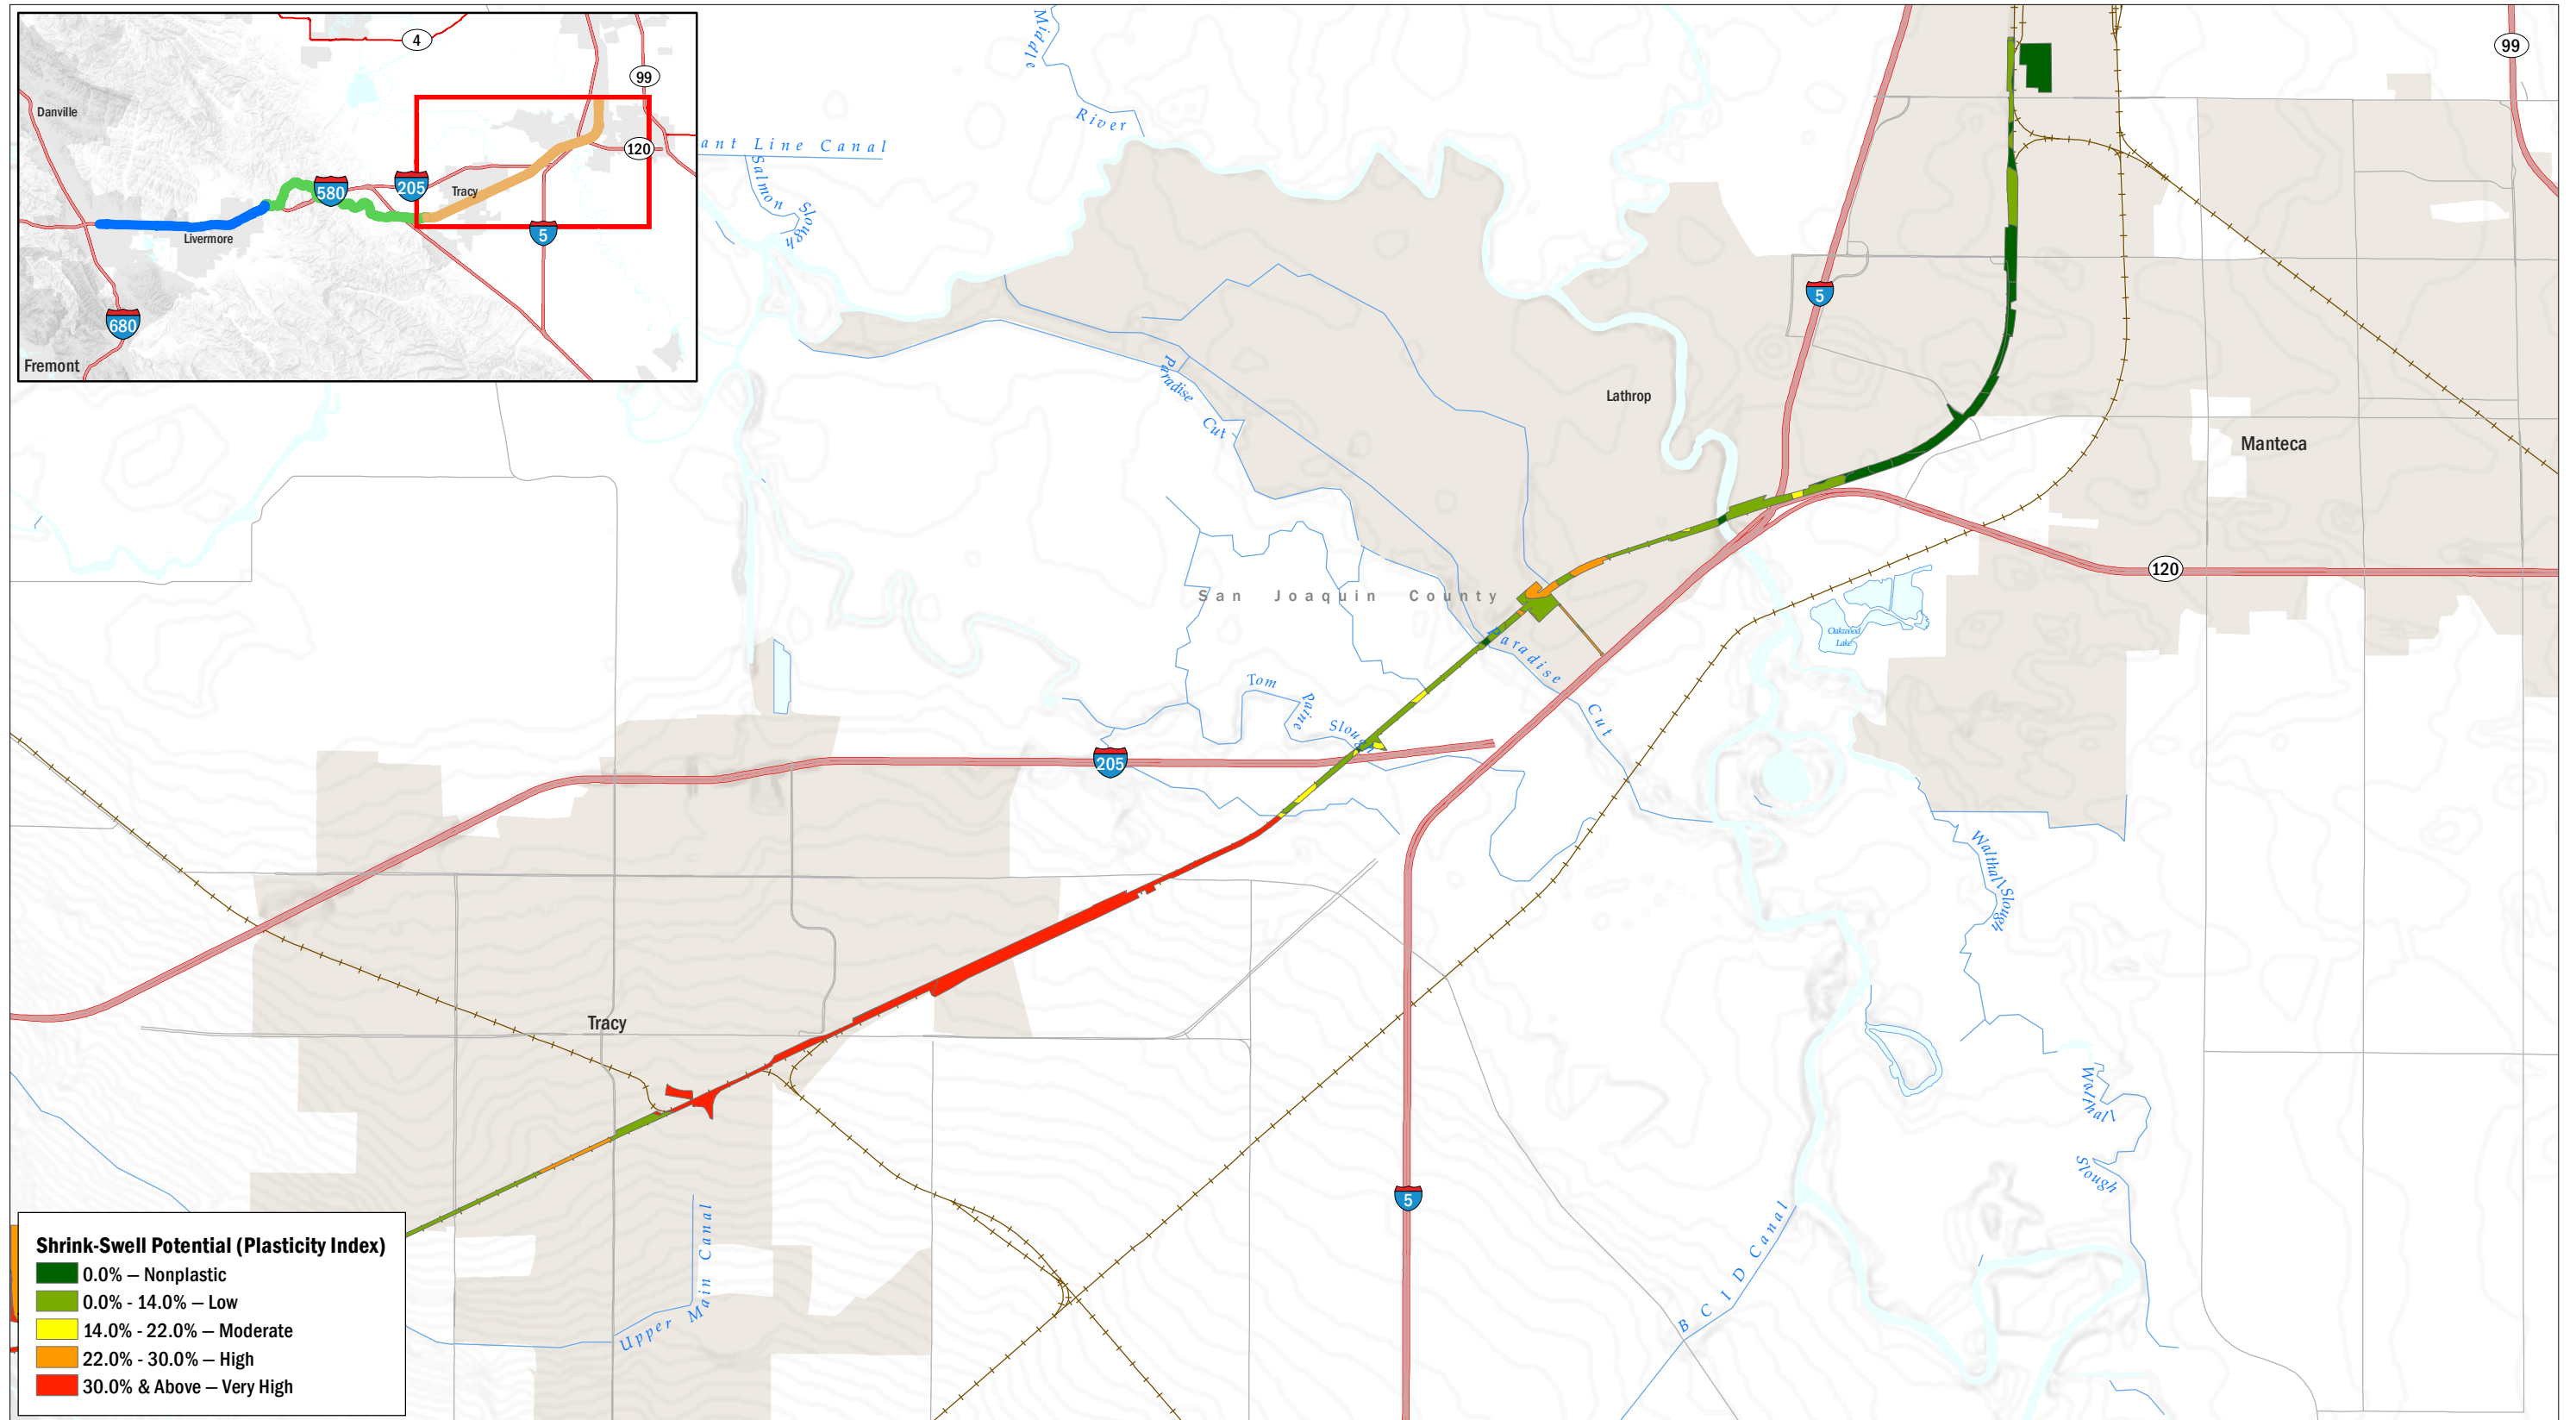 4
99
Danville
120
580
205
Tracy
Livermore
5
680
Fremont
Middle
River
ant Line Canal
Salmon
Slough
99
5
Paradise
Cut
Lathrop
Manteca
120
San Joaquin County
Oakwood
Lake
Paradise
Cut
Tom
Paine
Slough
205
Walthall Slough
Tracy
Walthal
Slough
5
B C I D Canal
Upper Main Canal
Shrink-Swell Potential (Plasticity Index)
0.0% – Nonplastic
0.0% - 14.0% – Low
14.0% - 22.0% – Moderate
22.0% - 30.0% – High
30.0% & Above – Very High